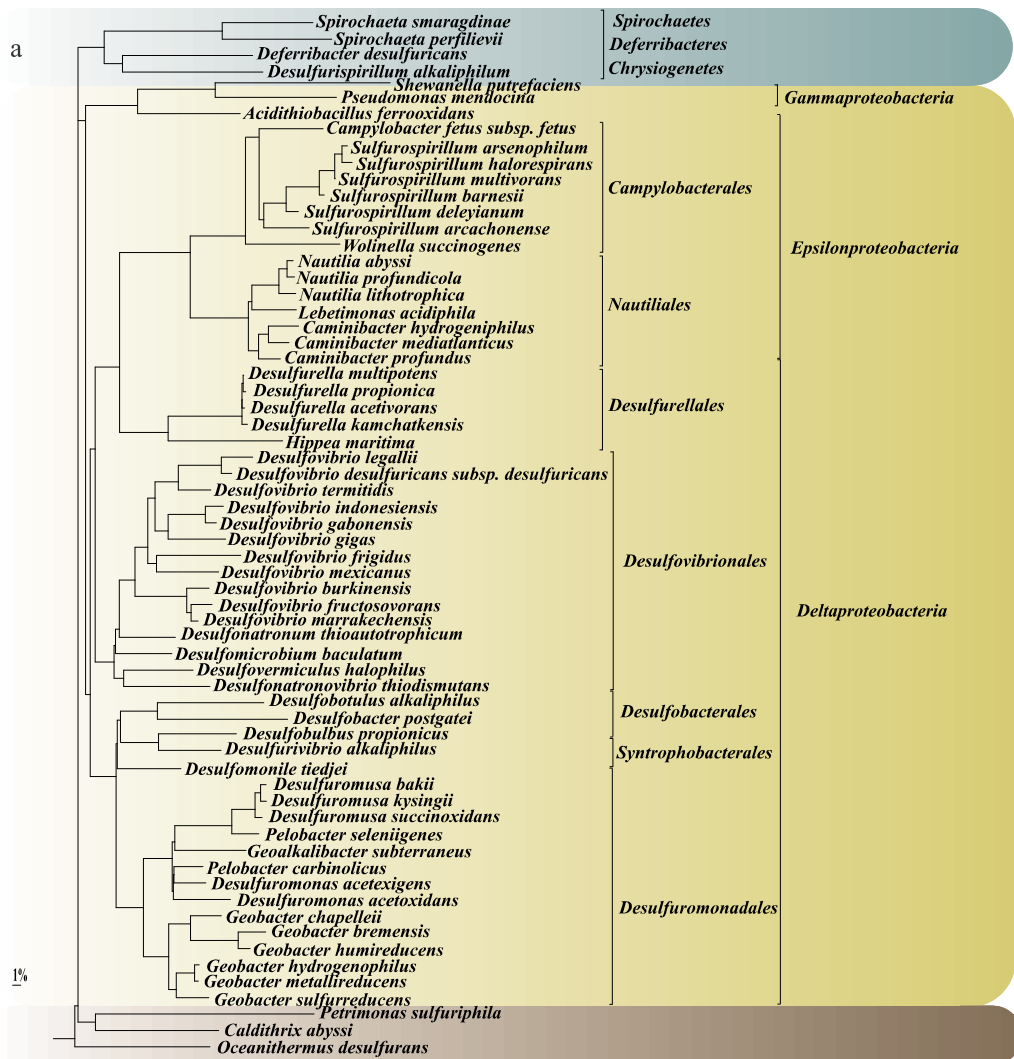 a
Spirochaeta smaragdinae
Spirochaeta perfilievii
Deferribacter desulfuricans
Desulfurispirillum alkaliphilum
Spirochaetes
Deferribacteres
Chrysiogenetes
Shewanella putrefaciens
Pseudomonas mendocina
Acidithiobacillus ferrooxidans
Gammaproteobacteria
Campylobacter fetus subsp. fetus
Sulfurospirillum arsenophilum
Sulfurospirillum halorespirans
Sulfurospirillum multivorans
Sulfurospirillum barnesii
Sulfurospirillum deleyianum
Sulfurospirillum arcachonense
Wolinella succinogenes
Campylobacterales
Nautilia abyssi
Nautilia profundicola
Nautilia lithotrophica
Lebetimonas acidiphila
Caminibacter hydrogeniphilus
Caminibacter mediatlanticus
Caminibacter profundus
Nautiliales
Epsilonproteobacteria
Desulfurella multipotens
Desulfurella propionica
Desulfurella acetivorans
Desulfurella kamchatkensis
Hippea maritima
Desulfurellales
Desulfovibrio legallii
Desulfovibrio desulfuricans subsp. desulfuricans
Desulfovibrio termitidis
Desulfovibrio indonesiensis
Desulfovibrio gabonensis
Desulfovibrio gigas
Desulfovibrio frigidus
Desulfovibrio mexicanus
Desulfovibrio burkinensis
Desulfovibrio fructosovorans
Desulfovibrio marrakechensis
Desulfonatronum thioautotrophicum
Desulfomicrobium baculatum
Desulfovermiculus halophilus
Desulfonatronovibrio thiodismutans
Desulfovibrionales
Deltaproteobacteria
Desulfobotulus alkaliphilus
Desulfobacter postgatei
Desulfobulbus propionicus
Desulfurivibrio alkaliphilus
Desulfomonile tiedjei
Desulfobacterales
Syntrophobacterales
Desulfuromusa bakii
Desulfuromusa kysingii
Desulfuromusa succinoxidans
Pelobacter seleniigenes
Geoalkalibacter subterraneus
Pelobacter carbinolicus
Desulfuromonas acetexigens
Desulfuromonas acetoxidans
Geobacter chapelleii
Geobacter bremensis
Geobacter humireducens
Geobacter hydrogenophilus
Geobacter metallireducens
Geobacter sulfurreducens
Desulfuromonadales
1%
Petrimonas sulfuriphila
Caldithrix abyssi
Oceanithermus desulfurans